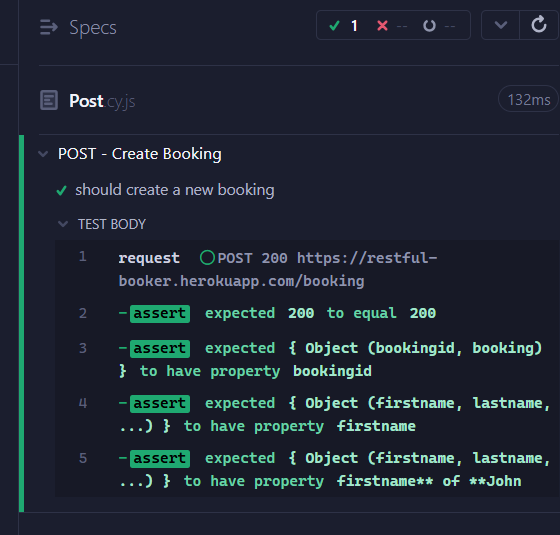 Specs
1
--
--
Post.cy.js
132ms
POST - Create Booking
should create a new booking
TEST BODY
1 request POST 200 https://restful-
booker.herokuapp.com/booking
2 -assert expected 200 to equal 200
3 -assert expected { Object (bookingid, booking)
} to have property bookingid
4 -assert expected { Object (firstname, lastname,
...) } to have property firstname
5 -assert expected { Object (firstname, lastname,
...) } to have property firstname** of **John